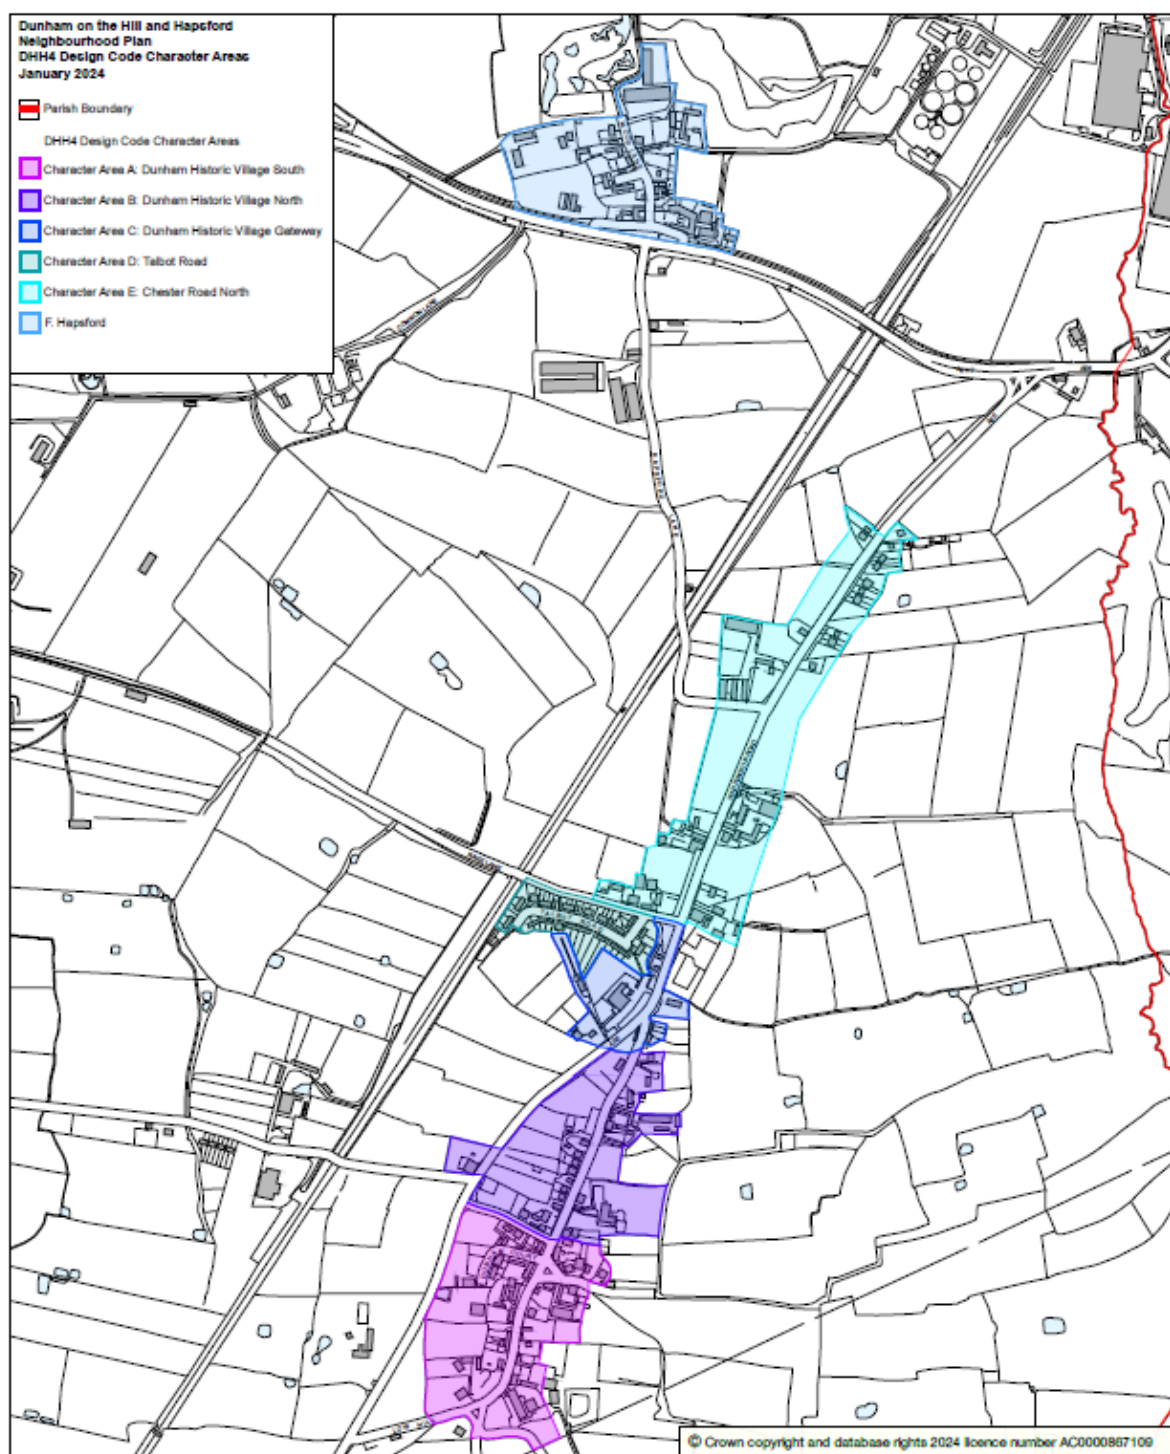 Dunham on the Hill and Hapsford
Neighbourhood Plan
DHH4 Design Code Character Areas
January 2024
Parish Boundary
DHH4 Design Code Character Areas
Character Area A: Dunham Historic Village South
Character Area B: Dunham Historic Village North
Character Area C: Dunham Historic Village Gateway
Character Area D: Talbot Road
Character Area E: Chester Road North
F. Hapsford
© Crown copyright and database rights 2024 licence number AC0000867109